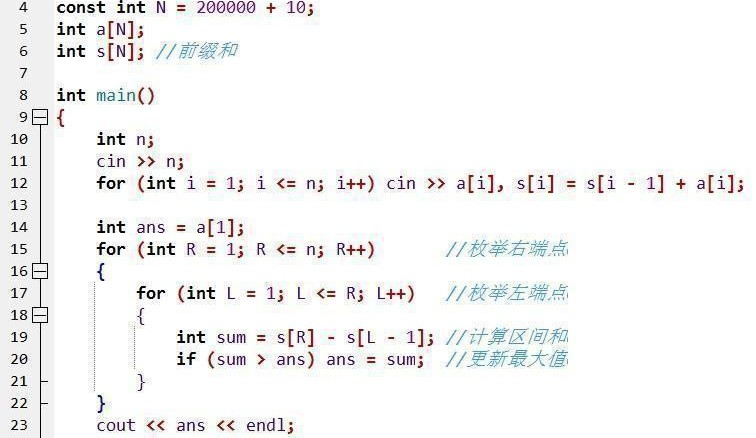 4 const int N = 200000 + 10;
5 int a[N];
6 int s[N]; //前缀和
7
8 int main()
9 {
10 int n;
11 cin >> n;
12 for (int i = 1; i <= n; i++) cin >> a[i], s[i] = s[i - 1] + a[i];
13
14 int ans = a[1];
15 for (int R = 1; R <= n; R++) //枚举右端点
16 {
17 for (int L = 1; L <= R; L++) //枚举左端点
18 {
19 int sum = s[R] - s[L - 1]; //计算区间和
20 if (sum > ans) ans = sum; //更新最大值
21 }
22 }
23 cout << ans << endl;